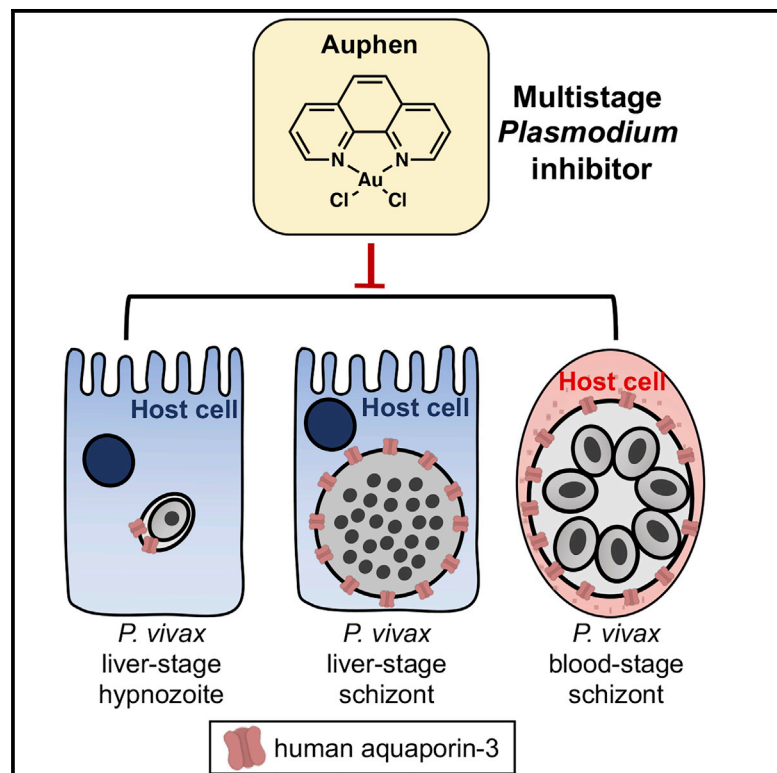 Auphen
N
N
Au
Cl
Cl
Multistage
Plasmodium
inhibitor
Host cell
Host cell
Host cell
P. vivax
liver-stage
hypnozoite
P. vivax
liver-stage
schizont
P. vivax
blood-stage
schizont
human aquaporin-3